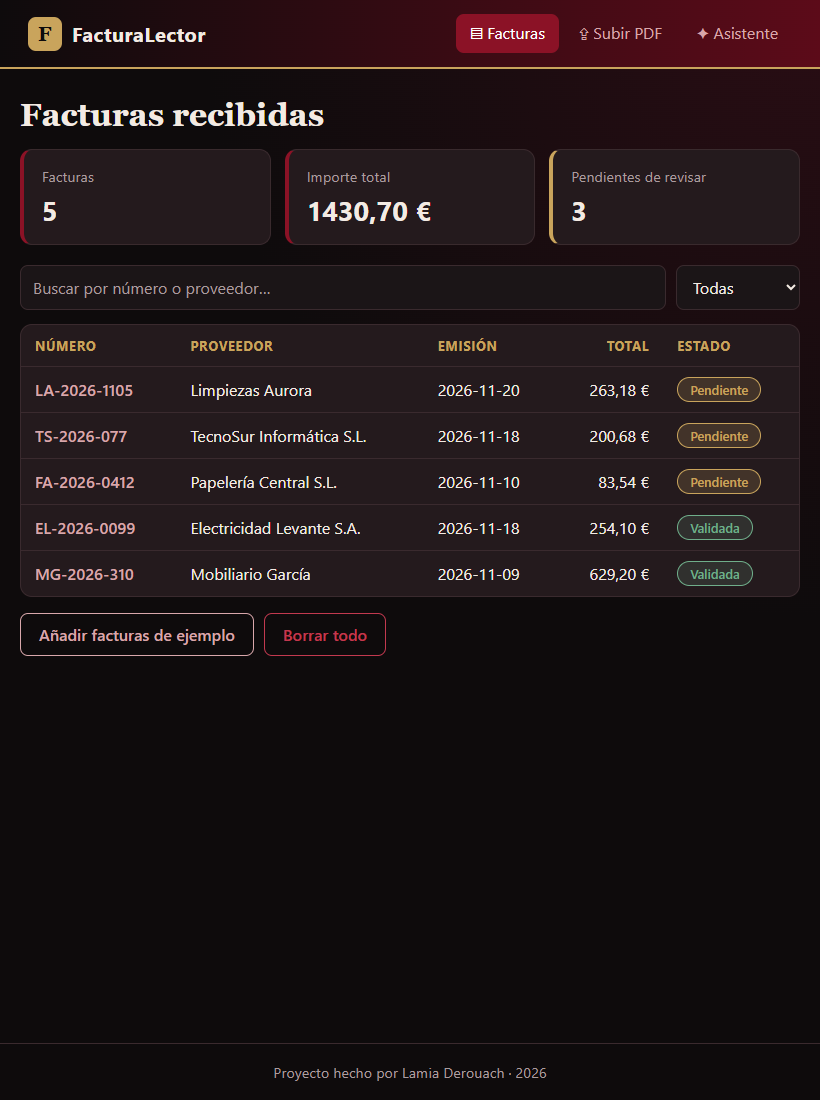 F FacturaLector
Facturas
Subir PDF
Asistente
Facturas recibidas
Facturas
5
Importe total
1430,70 €
Pendientes de revisar
3
Buscar por número o proveedor...
Todas
NÚMERO PROVEEDOR EMISIÓN TOTAL ESTADO
LA-2026-1105 Limpiezas Aurora 2026-11-20 263,18 € Pendiente
TS-2026-077 TecnoSur Informática S.L. 2026-11-18 200,68 € Pendiente
FA-2026-0412 Papelería Central S.L. 2026-11-10 83,54 € Pendiente
EL-2026-0099 Electricidad Levante S.A. 2026-11-18 254,10 € Validada
MG-2026-310 Mobiliario García 2026-11-09 629,20 € Validada
Añadir facturas de ejemplo
Borrar todo
Proyecto hecho por Lamia Derouach · 2026